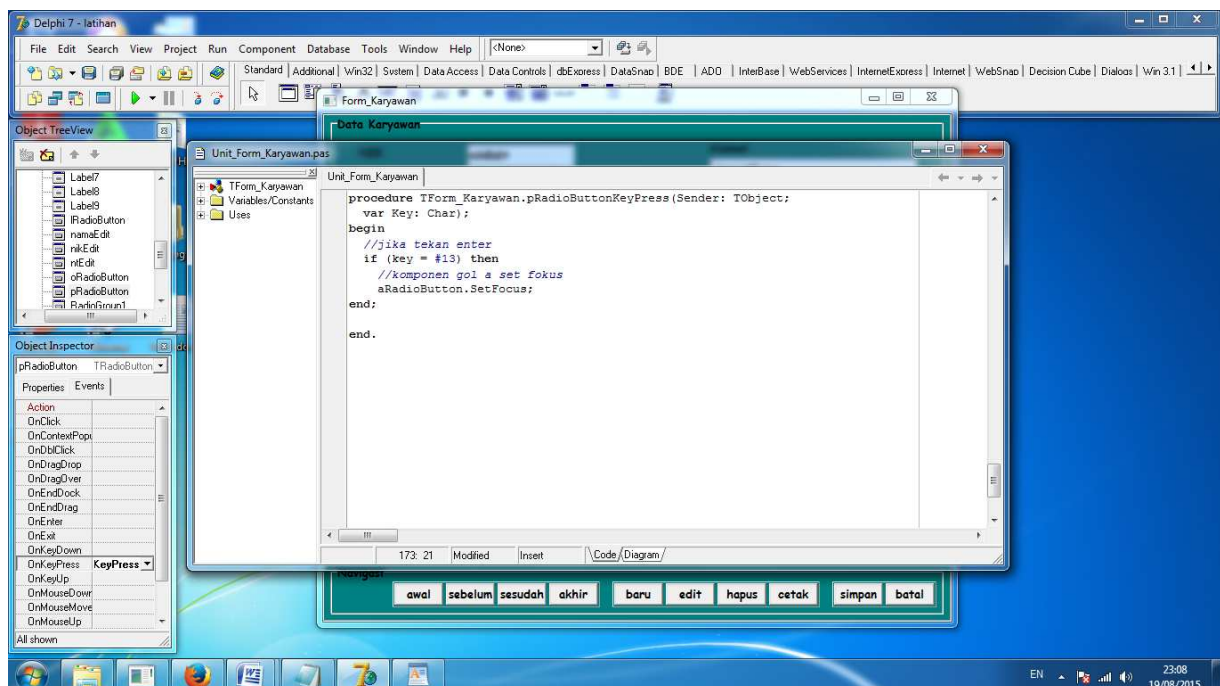 Delphi 7 - latihan
File Edit Search View Project Run Component Database Tools Window Help <None>
Standard Additional Win32 System Data Access Data Controls dbExpress DataSnap BDE ADO InterBase WebServices InternetExpress Internet WebSnap Decision Cube Dialogs Win 3.1
Form_Karyawan
Data Karyawan
Object TreeView
Label7
Label8
Label9
lRadioButton
namaEdit
nikEdit
ntEdit
oRadioButton
pRadioButton
RadioGroup1
Unit_Form_Karyawan.pas
TForm_Karyawan
Variables/Constants
Uses
Unit_Form_Karyawan
procedure TForm_Karyawan.pRadioButtonKeyPress(Sender: TObject;
var Key: Char);
begin
//jika tekan enter
if (key = #13) then
//komponen gol a set fokus
aRadioButton.SetFocus;
end;
end.
173: 21 Modified Insert Code Diagram
Object Inspector
pRadioButton TRadioButton
Properties Events
Action
OnClick
OnContextPopu
OnDblClick
OnDragDrop
OnDragOver
OnEndDock
OnEndDrag
OnEnter
OnExit
OnKeyDown
OnKeyPress KeyPress
OnKeyUp
OnMouseDowr
OnMouseMove
OnMouseUp
All shown
Navigasi
awal sebelum sesudah akhir baru edit hapus cetak simpan batal
EN 23:08
19/08/2015